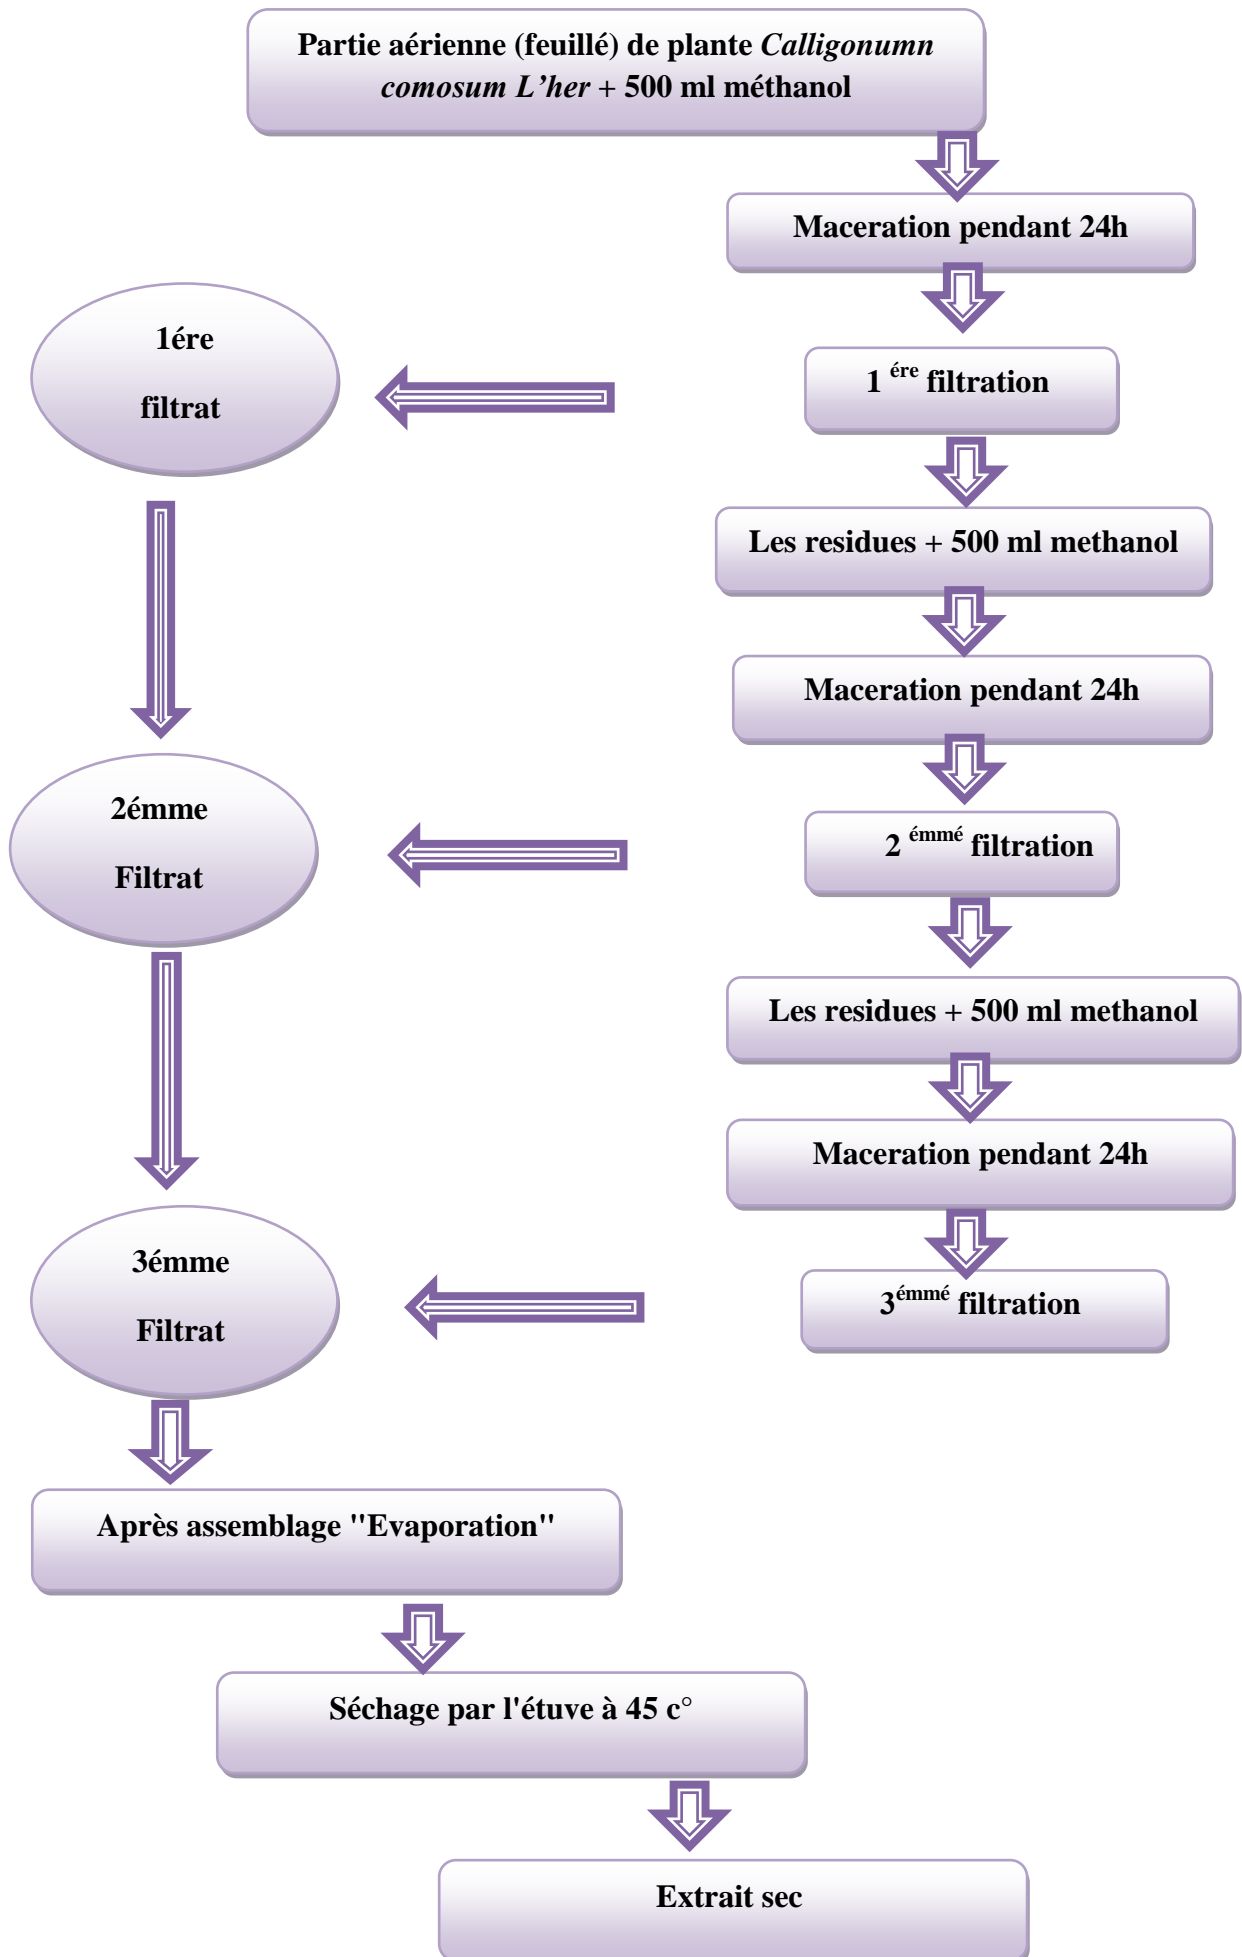 Partie aérienne (feuillé) de plante Calligonumn
comosum L’her + 500 ml méthanol
Maceration pendant 24h
1 ére filtration
1ére
filtrat
Les residues + 500 ml methanol
Maceration pendant 24h
2 émmé filtration
2émme
Filtrat
Les residues + 500 ml methanol
Maceration pendant 24h
3émmé filtration
3émme
Filtrat
Après assemblage "Evaporation"
Séchage par l'étuve à 45 c°
Extrait sec